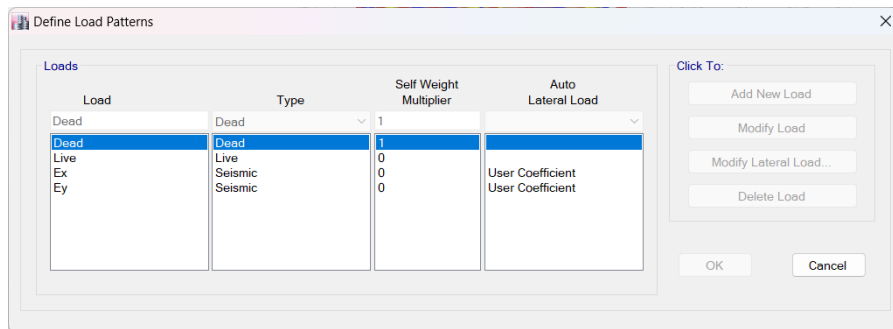 Define Load Patterns
Loads
Click To:
Load Type Self Weight Multiplier Auto Lateral Load
Dead Dead 1
Dead Dead 1
Live Live 0
Ex Seismic 0 User Coefficient
Ey Seismic 0 User Coefficient
Add New Load
Modify Load
Modify Lateral Load...
Delete Load
OK Cancel